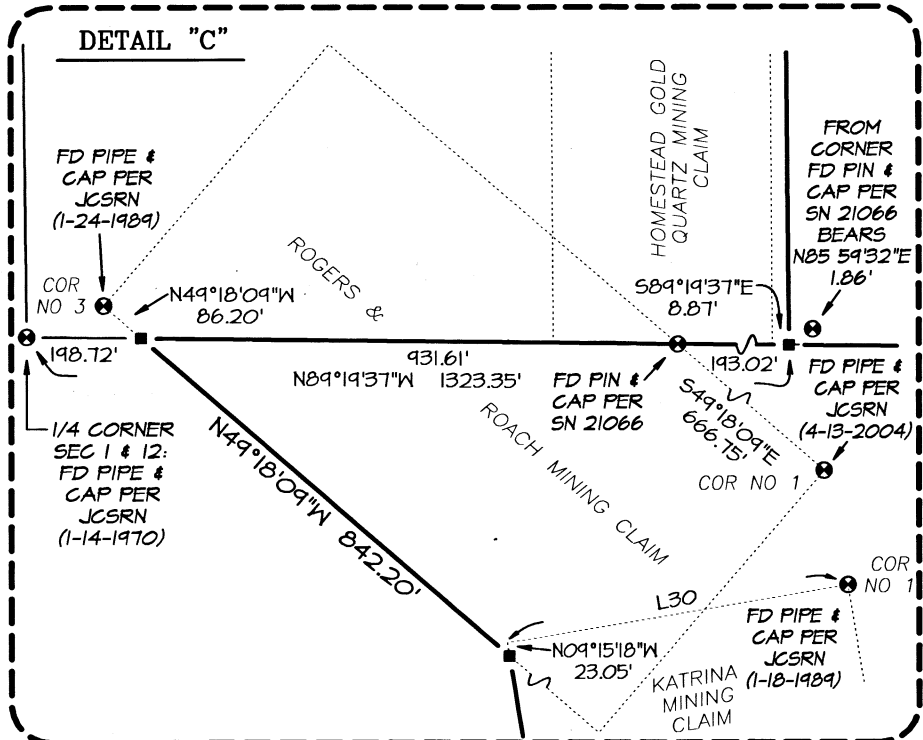 DETAIL "C"
FD PIPE &
CAP PER
JCSRN
(1-24-1989)
COR
NO 3
N49°18'09"W
86.20'
ROGERS &
HOMESTEAD GOLD
QUARTZ MINING
CLAIM
FROM
CORNER
FD PIN &
CAP PER
SN 21066
BEARS
N85 59'32"E
1.86'
S89°19'37"E
8.87'
198.72'
931.61'
N89°19'37"W 1323.35'
193.02'
FD PIN &
CAP PER
SN 21066
S49°18'09"E
666.75'
FD PIPE &
CAP PER
JCSRN
(4-13-2004)
COR NO 1
1/4 CORNER
SEC 1 & 12:
FD PIPE &
CAP PER
JCSRN
(1-14-1970)
N49°18'09"W 842.20'
ROACH MINING CLAIM
COR
NO 1
L30
FD PIPE &
CAP PER
JCSRN
(1-18-1989)
N09°15'18"W
23.05'
KATRINA
MINING
CLAIM